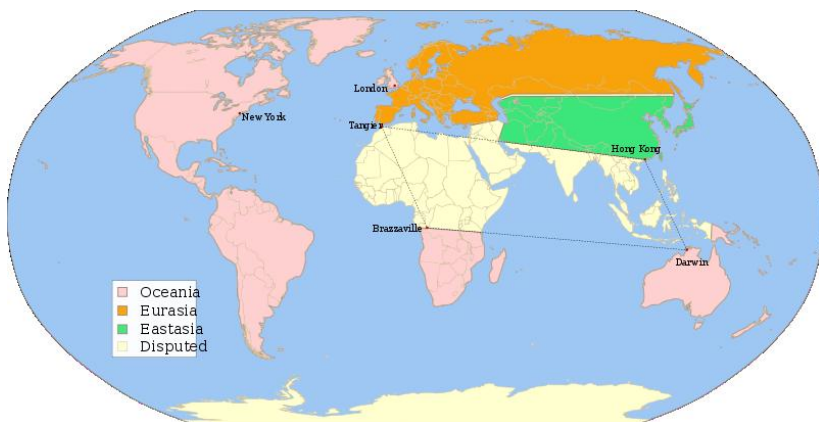 London
New York
Tangier
Hong Kong
Brazzaville
Darwin
Oceania
Eurasia
Eastasia
Disputed